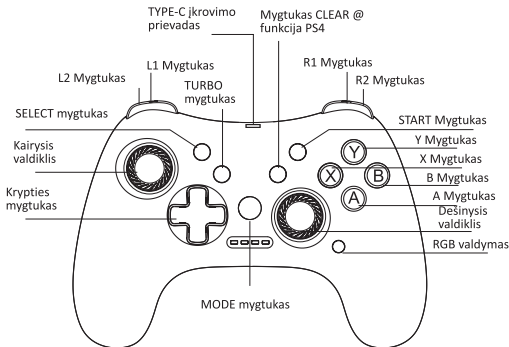 TYPE-C įkrovimo
prievadas
Mygtukas CLEAR @
funkcija PS4
L2 Mygtukas
L1 Mygtukas
TURBO
mygtukas
R1 Mygtukas
R2 Mygtukas
SELECT mygtukas
START Mygtukas
Kairysis
valdiklis
Y Mygtukas
X Mygtukas
B Mygtukas
A Mygtukas
Krypties
mygtukas
Dešinysis
valdiklis
RGB valdymas
MODE mygtukas
Y
X
B
A